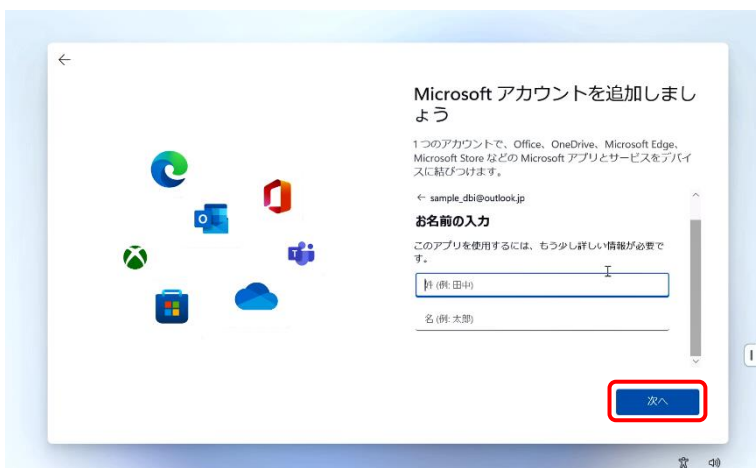 Microsoft アカウントを追加しまし
ょう
1 つのアカウントで、Office、OneDrive、Microsoft Edge、
Microsoft Store などの Microsoft アプリとサービスをデバイ
スに結びつけます。
← sample_dbi@outlook.jp
お名前の入力
このアプリを使用するには、もう少し詳しい情報が必要で
す。
姓 (例: 田中)
名 (例: 太郎)
次へ